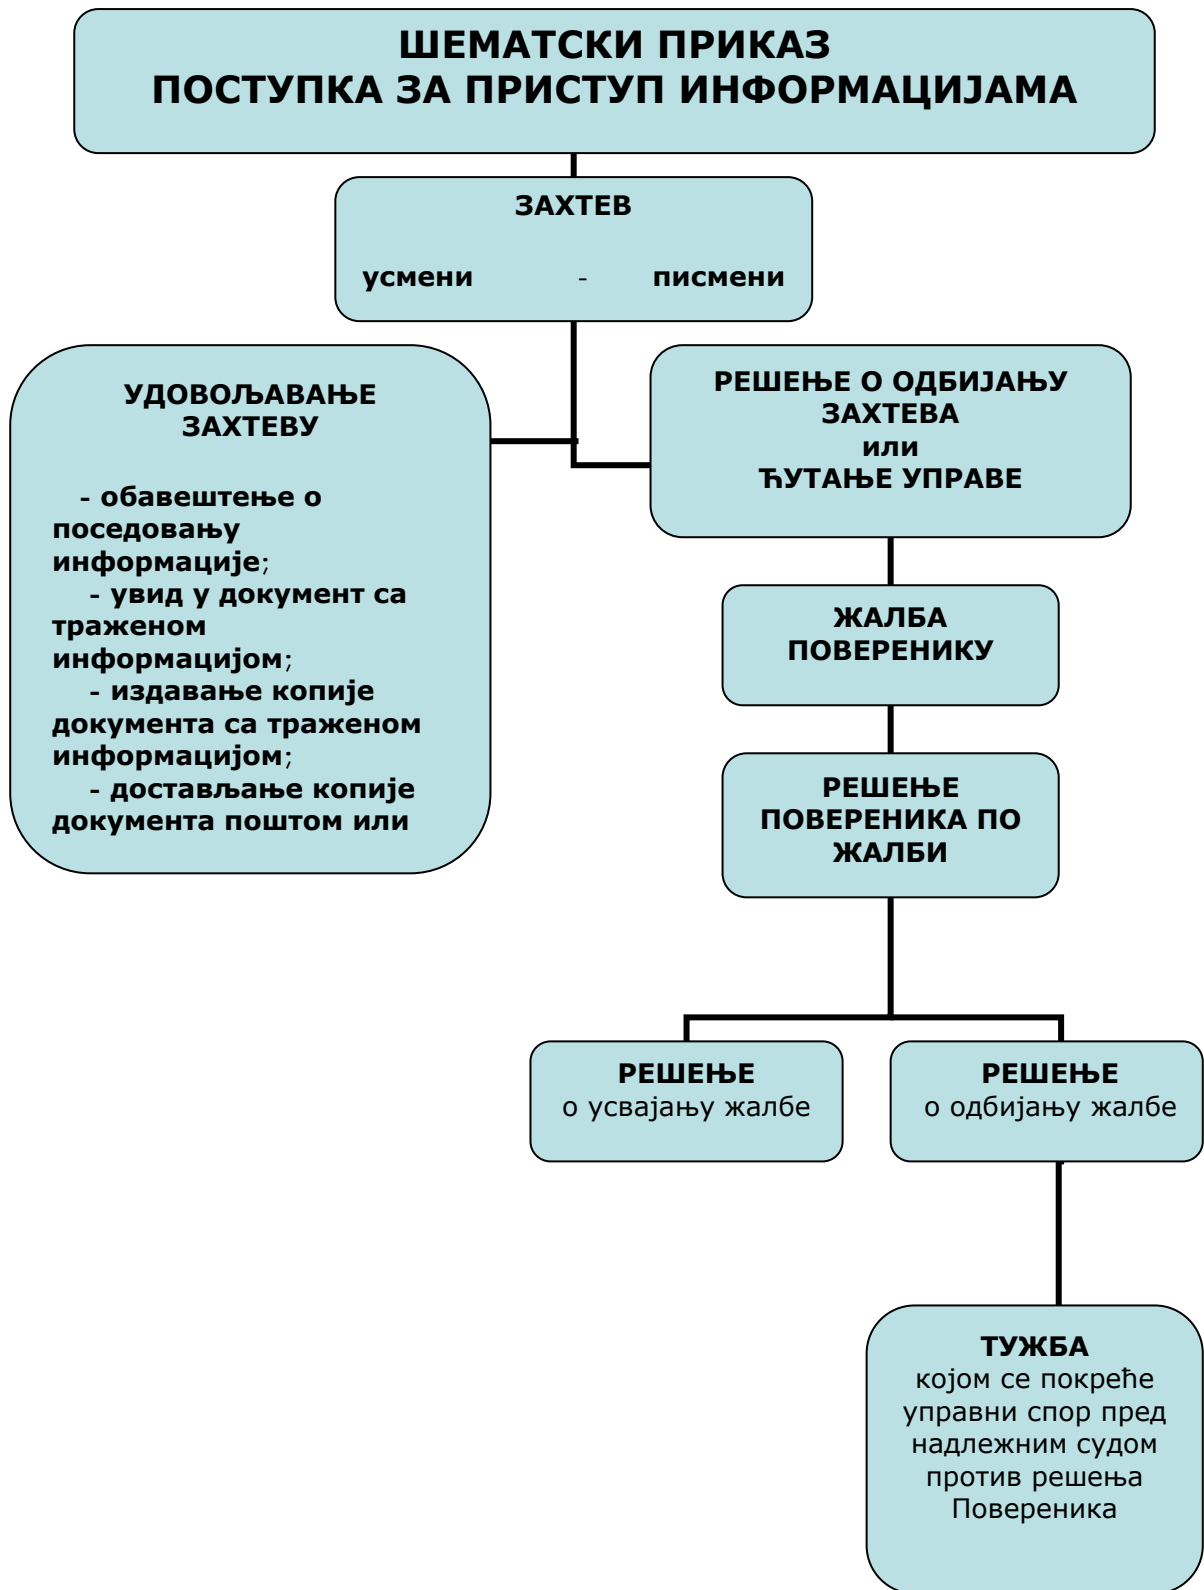 ШЕМАТСКИ ПРИКАЗ
ПОСТУПКА ЗА ПРИСТУП ИНФОРМАЦИЈАМА
ЗАХТЕВ
усмени - писмени
УДОВОЉАВАЊЕ
ЗАХТЕВУ
- обавештење о
поседовању
информације;
- увид у документ са
траженом
информацијом;
- издавање копије
документа са траженом
информацијом;
- достављање копије
документа поштом или
РЕШЕЊЕ О ОДБИЈАЊУ
ЗАХТЕВА
или
ЋУТАЊЕ УПРАВЕ
ЖАЛБА
ПОВЕРЕНИКУ
РЕШЕЊЕ
ПОВЕРЕНИКА ПО
ЖАЛБИ
РЕШЕЊЕ
о усвајању жалбе
РЕШЕЊЕ
о одбијању жалбе
ТУЖБА
којом се покреће
управни спор пред
надлежним судом
против решења
Повереника